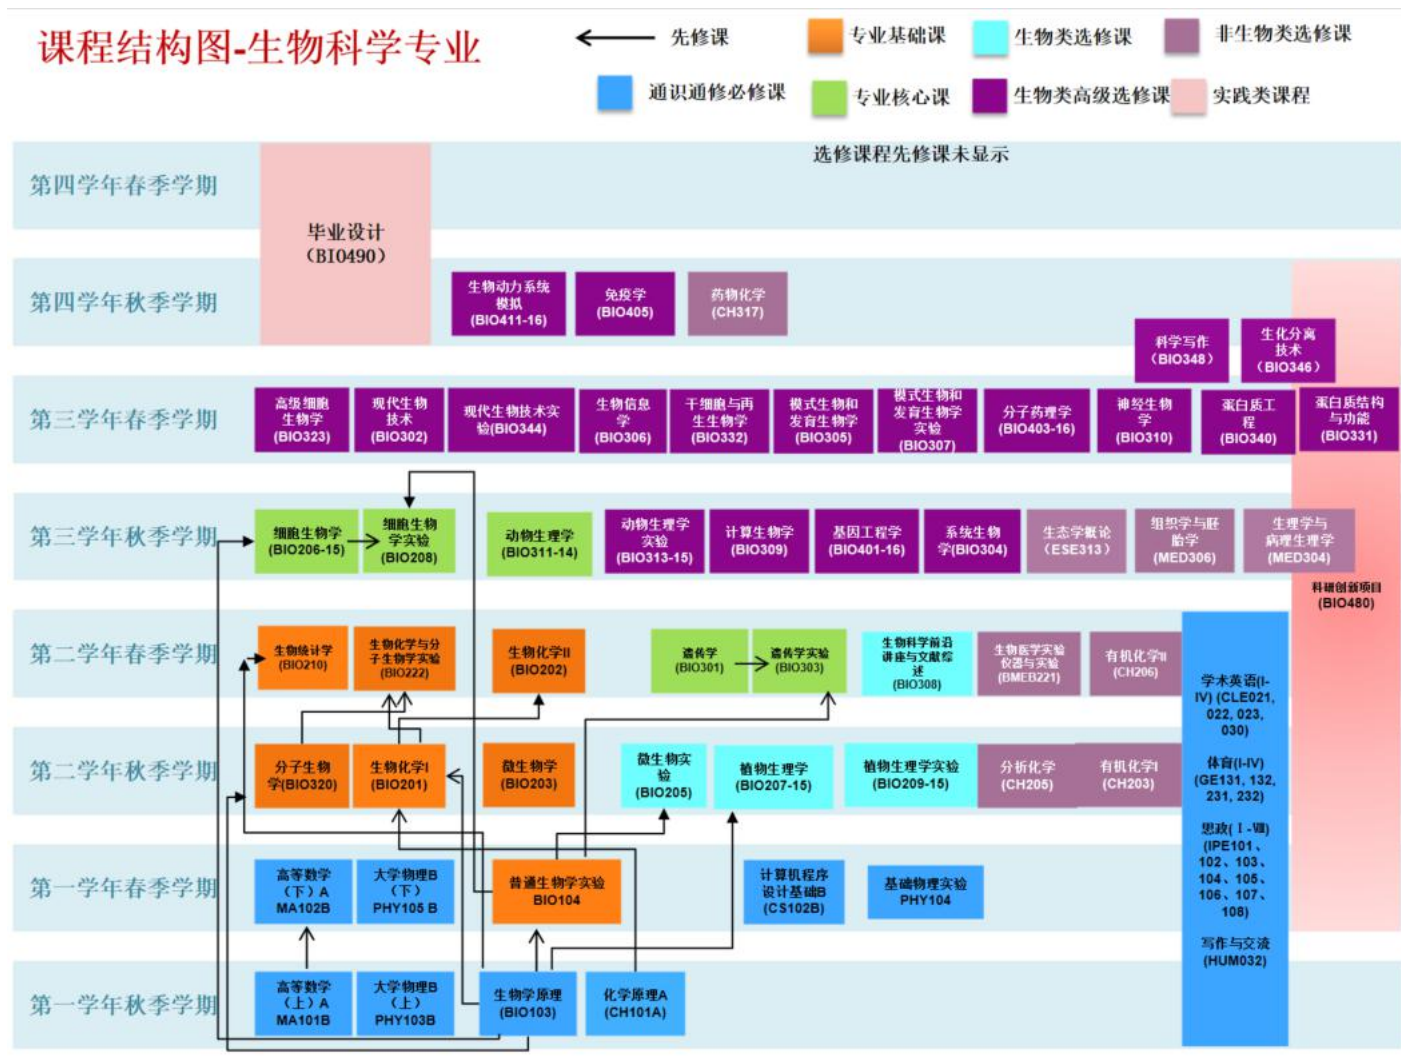 课程结构图-生物科学专业
先修课
专业基础课
生物类选修课
非生物类选修课
通识通修必修课
专业核心课
生物类高级选修课
实践类课程
选修课程先修课未显示
第四学年春季学期
毕业设计
（BIO490）
第四学年秋季学期
生物动力系统
模拟
(BIO411-16)
免疫学
(BIO405)
药物化学
(CH317)
科学写作
（BIO348）
生化分离
技术
（BIO346）
第三学年春季学期
高级细胞
生物学
(BIO323)
现代生物
技术
(BIO302)
现代生物技术实
验(BIO344)
生物信息
学
(BIO306)
干细胞与再
生生物学
(BIO332)
模式生物和
发育生物学
(BIO305)
模式生物和
发育生物学
实验
(BIO307)
分子药理学
(BIO403-16)
神经生物
学
(BIO310)
蛋白质工
程
(BIO340)
蛋白质结构
与功能
(BIO331)
第三学年秋季学期
细胞生物学
(BIO206-15)
细胞生物
学实验
(BIO208)
动物生理学
(BIO311-14)
动物生理学
实验
(BIO313-15)
计算生物学
(BIO309)
基因工程学
(BIO401-16)
系统生物
学(BIO304)
生态学概论
（ESE313）
组织学与胚
胎学
(MED306)
生理学与
病理生理学
(MED304)
科研创新项目
(BIO480)
第二学年春季学期
生物统计学
(BIO210)
生物化学与分
子生物学实验
(BIO222)
生物化学II
(BIO202)
遗传学
(BIO301)
遗传学实验
(BIO303)
生物科学前沿
讲座与文献综
述
(BIO308)
生物医学实验
仪器与实验
(BMEB221)
有机化学II
(CH206)
学术英语(I-
IV) (CLE021,
022, 023,
030)
体育(I-IV)
(GE131, 132,
231, 232)
思政(Ⅰ-Ⅷ)
(IPE101、
102、103、
104、105、
106、107、
108)
写作与交流
(HUM032)
第二学年秋季学期
分子生物
学(BIO320)
生物化学I
(BIO201)
微生物学
(BIO203)
微生物实
验
(BIO205)
植物生理学
(BIO207-15)
植物生理学实验
(BIO209-15)
分析化学
(CH205)
有机化学I
(CH203)
第一学年春季学期
高等数学
（下）A
MA102B
大学物理B
（下）
PHY105 B
普通生物学实验
BIO104
计算机程序
设计基础B
(CS102B)
基础物理实验
PHY104
第一学年秋季学期
高等数学
（上）A
MA101B
大学物理B
（上）
PHY103B
生物学原理
(BIO103)
化学原理A
(CH101A)